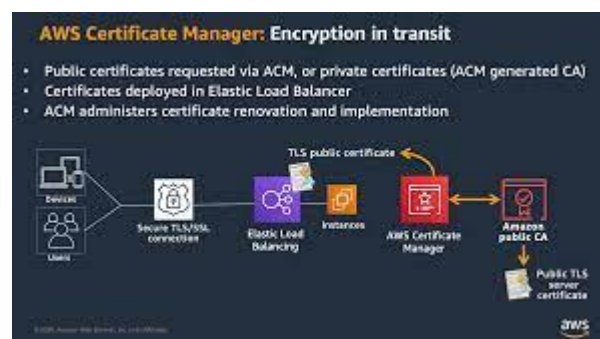 AWS Certificate Manager: Encryption in transit
• Public certificates requested via ACM, or private certificates (ACM generated CA)
• Certificates deployed in Elastic Load Balancer
• ACM administers certificate renovation and implementation
TLS public certificate
Devices
Users
Secure TLS/SSL
connection
Elastic Load
Balancing
Instances
AWS Certificate
Manager
Amazon
public CA
Public TLS
server
certificate
aws